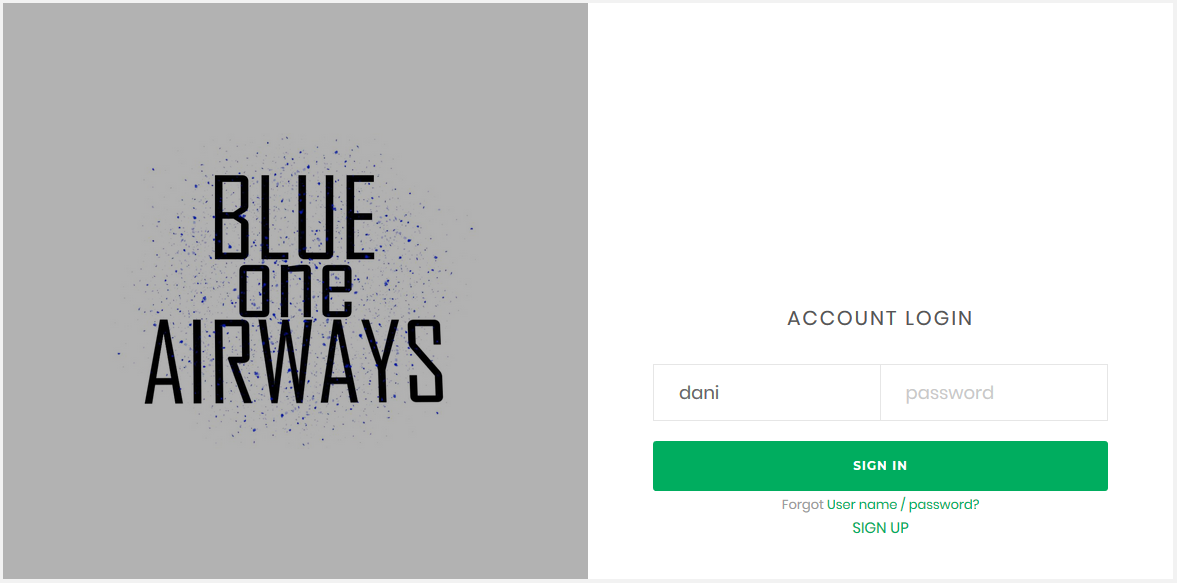 BLUE
one
AIRWAYS
ACCOUNT LOGIN
dani password
SIGN IN
Forgot User name / password?
SIGN UP